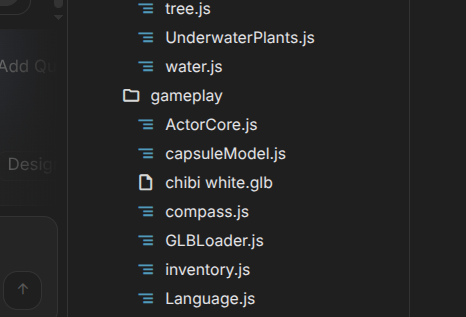 tree.js
UnderwaterPlants.js
Add Qu
water.js
gameplay
ActorCore.js
capsuleModel.js
Desig
chibi white.glb
compass.js
GLBLoader.js
inventory.js
Language.js